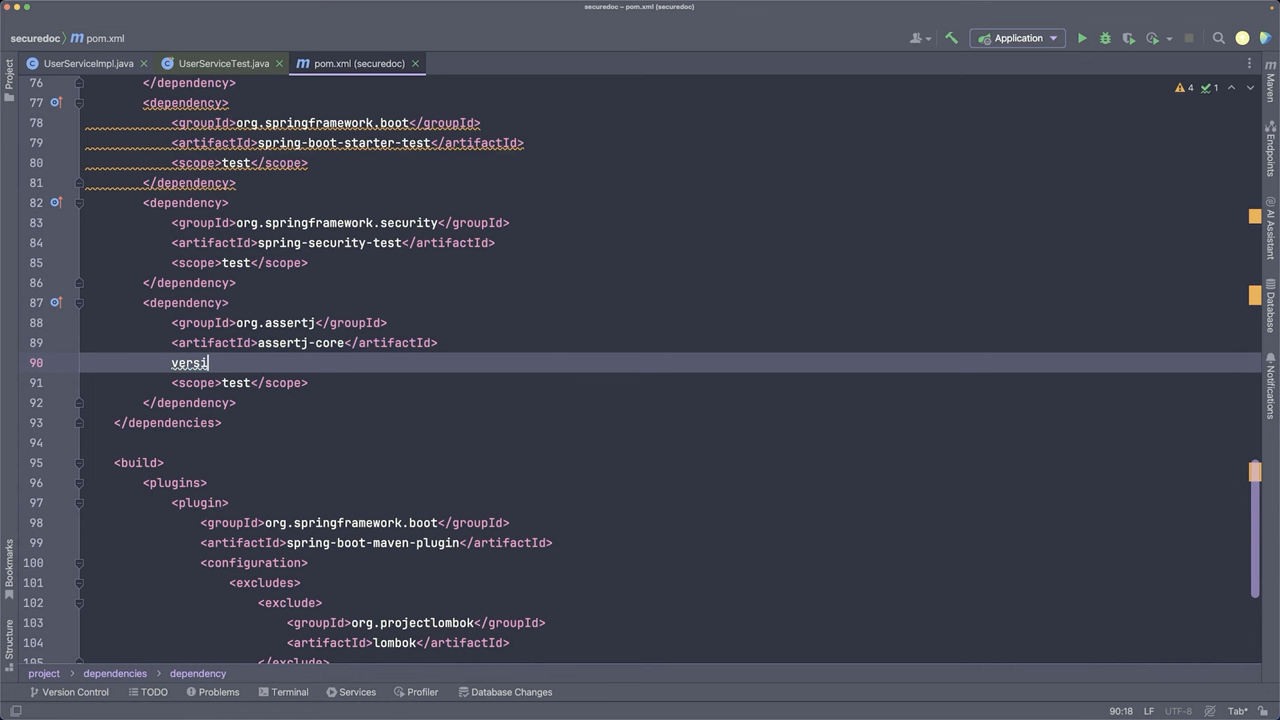 securedoc – pom.xml (securedoc)
securedoc pom.xml Application
UserServiceImpl.java UserServiceTest.java pom.xml (securedoc)
4 1
76 </dependency>
77 <dependency>
78 <groupId>org.springframework.boot</groupId>
79 <artifactId>spring-boot-starter-test</artifactId>
80 <scope>test</scope>
81 </dependency>
82 <dependency>
83 <groupId>org.springframework.security</groupId>
84 <artifactId>spring-security-test</artifactId>
85 <scope>test</scope>
86 </dependency>
87 <dependency>
88 <groupId>org.assertj</groupId>
89 <artifactId>assertj-core</artifactId>
90 versi
91 <scope>test</scope>
92 </dependency>
93 </dependencies>
94
95 <build>
96 <plugins>
97 <plugin>
98 <groupId>org.springframework.boot</groupId>
99 <artifactId>spring-boot-maven-plugin</artifactId>
100 <configuration>
101 <excludes>
102 <exclude>
103 <groupId>org.projectlombok</groupId>
104 <artifactId>lombok</artifactId>
105 </exclude>
Project
Bookmarks
Structure
Maven
Endpoints
AI Assistant
Database
Notifications
project dependencies dependency
Version Control TODO Problems Terminal Services Profiler Database Changes
90:18 LF UTF-8 Tab*